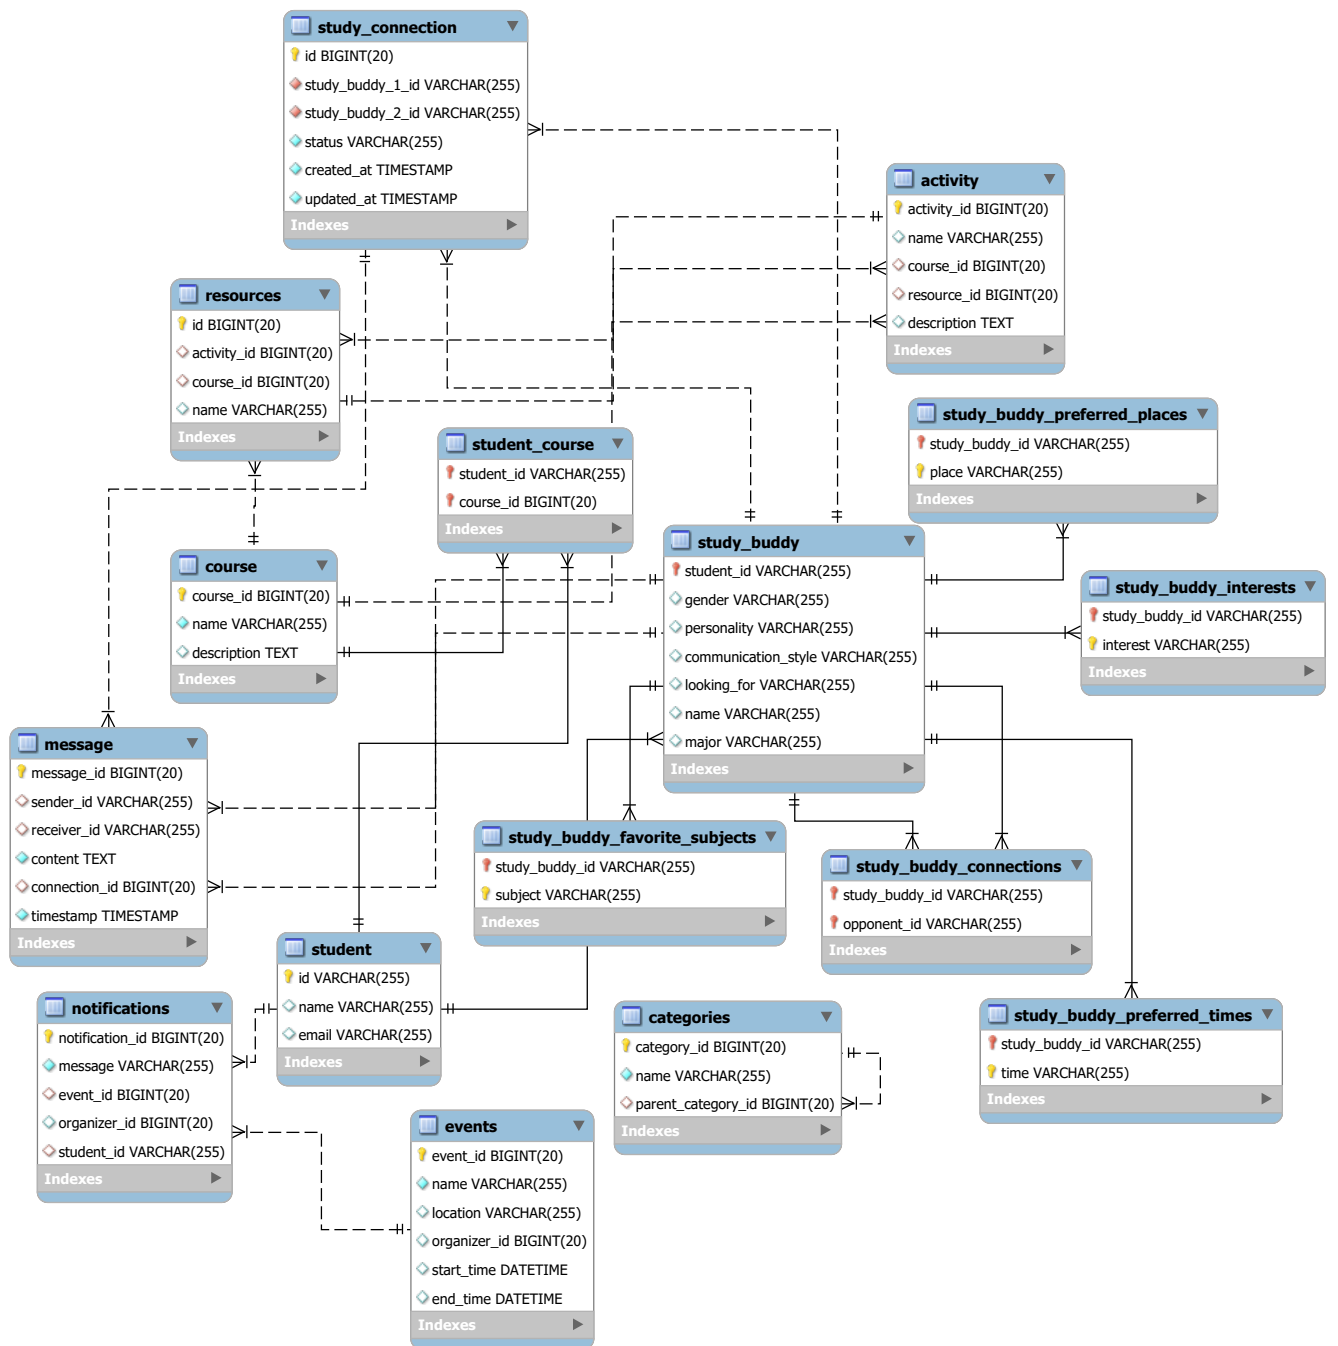 study_connection
id BIGINT(20)
study_buddy_1_id VARCHAR(255)
study_buddy_2_id VARCHAR(255)
status VARCHAR(255)
created_at TIMESTAMP
updated_at TIMESTAMP
Indexes
activity
activity_id BIGINT(20)
name VARCHAR(255)
course_id BIGINT(20)
resource_id BIGINT(20)
description TEXT
Indexes
resources
id BIGINT(20)
activity_id BIGINT(20)
course_id BIGINT(20)
name VARCHAR(255)
Indexes
study_buddy_preferred_places
study_buddy_id VARCHAR(255)
place VARCHAR(255)
Indexes
student_course
student_id VARCHAR(255)
course_id BIGINT(20)
Indexes
study_buddy
student_id VARCHAR(255)
gender VARCHAR(255)
personality VARCHAR(255)
communication_style VARCHAR(255)
looking_for VARCHAR(255)
name VARCHAR(255)
major VARCHAR(255)
Indexes
course
course_id BIGINT(20)
name VARCHAR(255)
description TEXT
Indexes
study_buddy_interests
study_buddy_id VARCHAR(255)
interest VARCHAR(255)
Indexes
message
message_id BIGINT(20)
sender_id VARCHAR(255)
receiver_id VARCHAR(255)
content TEXT
connection_id BIGINT(20)
timestamp TIMESTAMP
Indexes
study_buddy_favorite_subjects
study_buddy_id VARCHAR(255)
subject VARCHAR(255)
Indexes
study_buddy_connections
study_buddy_id VARCHAR(255)
opponent_id VARCHAR(255)
Indexes
student
id VARCHAR(255)
name VARCHAR(255)
email VARCHAR(255)
Indexes
notifications
notification_id BIGINT(20)
message VARCHAR(255)
event_id BIGINT(20)
organizer_id BIGINT(20)
student_id VARCHAR(255)
Indexes
categories
category_id BIGINT(20)
name VARCHAR(255)
parent_category_id BIGINT(20)
Indexes
study_buddy_preferred_times
study_buddy_id VARCHAR(255)
time VARCHAR(255)
Indexes
events
event_id BIGINT(20)
name VARCHAR(255)
location VARCHAR(255)
organizer_id BIGINT(20)
start_time DATETIME
end_time DATETIME
Indexes